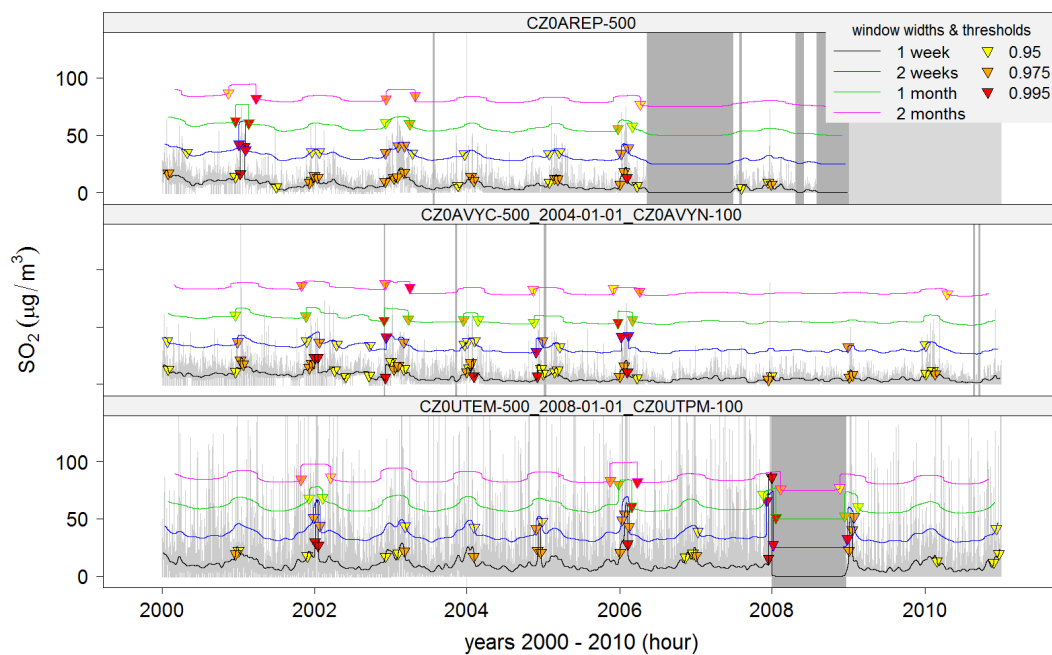 CZ0AREP-500
window widths & thresholds
1 week 0.95
2 weeks 0.975
1 month 0.995
2 months
100
50
0
CZ0AVYC-500_2004-01-01_CZ0AVYN-100
SO2 (µg/m3)
CZ0UTEM-500_2008-01-01_CZ0UTPM-100
100
50
0
2000 2002 2004 2006 2008 2010
years 2000 - 2010 (hour)